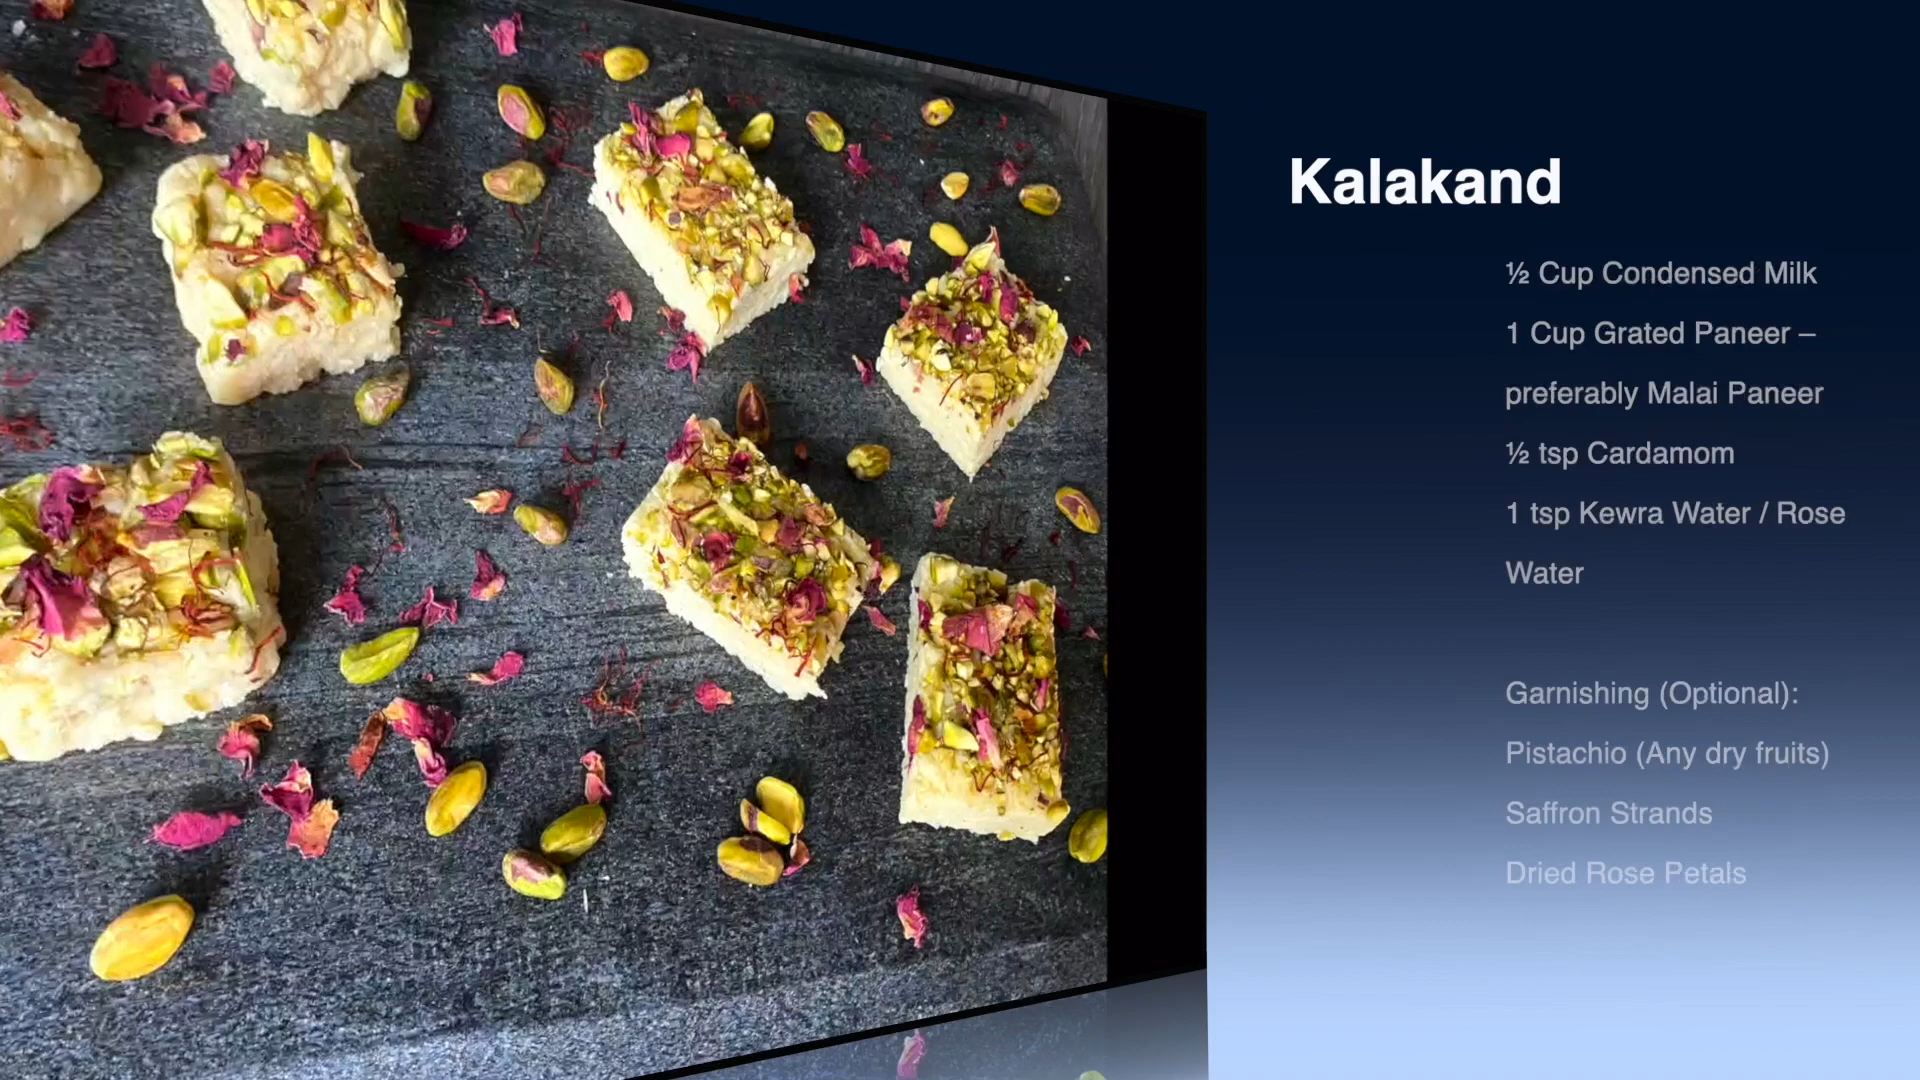 Kalakand
½ Cup Condensed Milk
1 Cup Grated Paneer –
preferably Malai Paneer
½ tsp Cardamom
1 tsp Kewra Water / Rose
Water
Garnishing (Optional):
Pistachio (Any dry fruits)
Saffron Strands
Dried Rose Petals